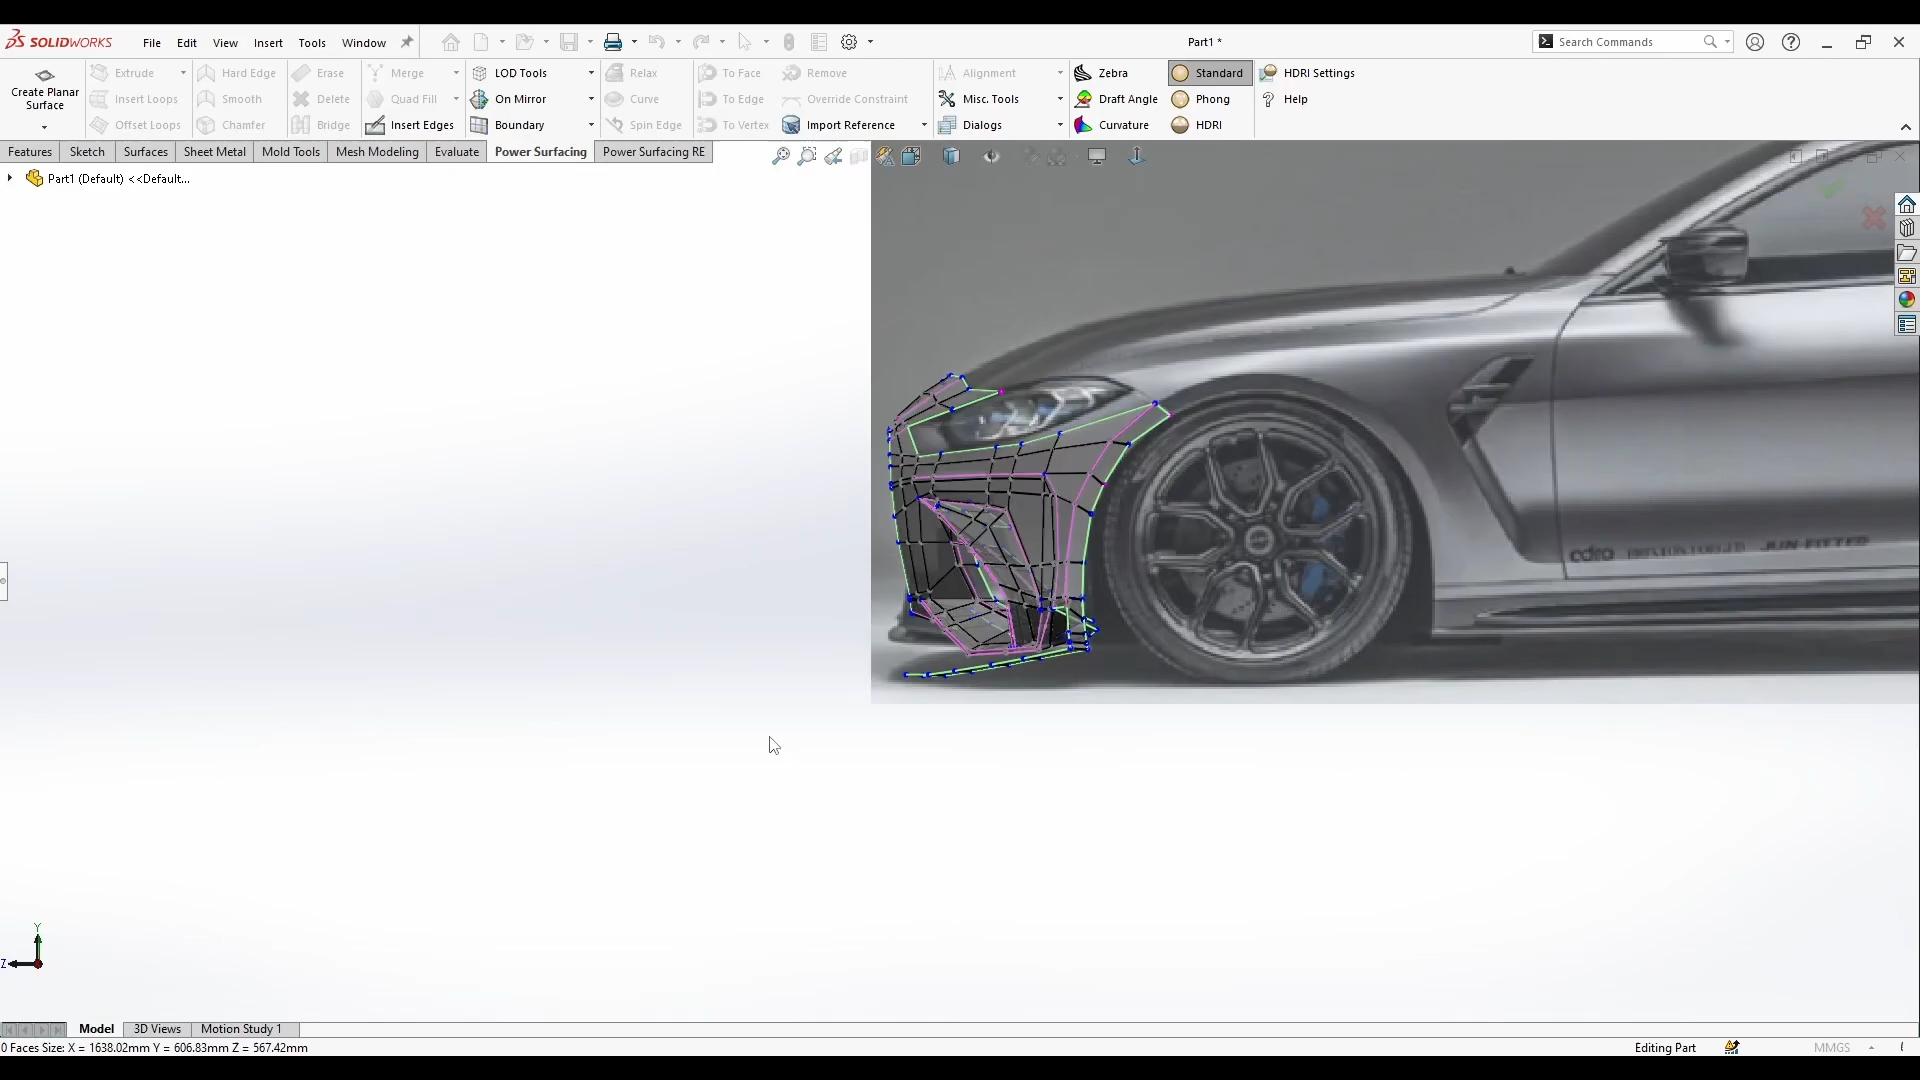 SOLIDWORKS File Edit View Insert Tools Window Part1 * Search Commands
Create Planar Surface
Extrude Hard Edge Erase Merge LOD Tools Relax To Face Remove Alignment Zebra Standard HDRI Settings
Insert Loops Smooth Delete Quad Fill On Mirror Curve To Edge Override Constraint Misc. Tools Draft Angle Phong Help
Offset Loops Chamfer Bridge Insert Edges Boundary Spin Edge To Vertex Import Reference Dialogs Curvature HDRI
Features Sketch Surfaces Sheet Metal Mold Tools Mesh Modeling Evaluate Power Surfacing Power Surfacing RE
Part1 (Default) <<Default...
JUN-FITTED
Y
Z
Model 3D Views Motion Study 1
0 Faces Size: X = 1638.02mm Y = 606.83mm Z = 567.42mm Editing Part MMGS